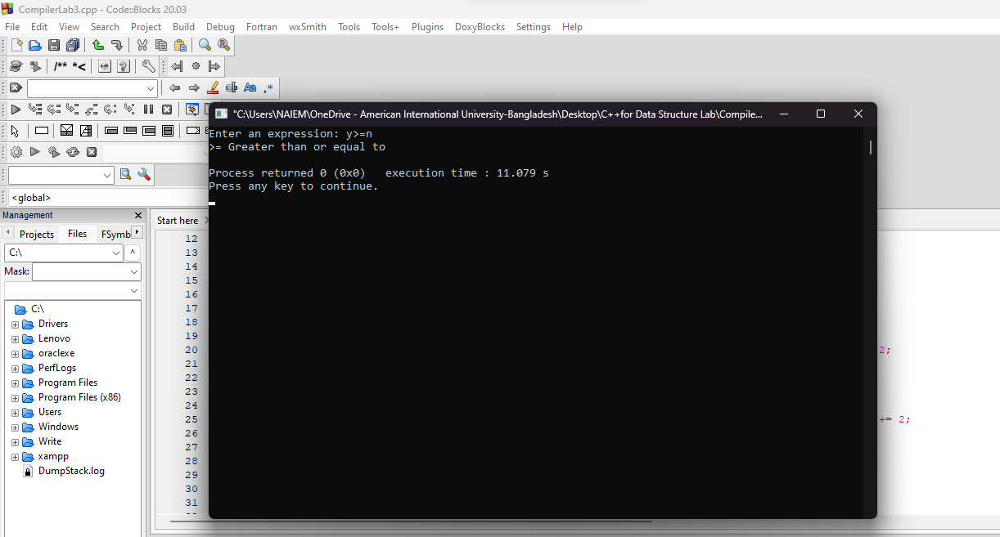 CompilerLab3.cpp - Code::Blocks 20.03
File Edit View Search Project Build Debug Fortran wxSmith Tools Tools+ Plugins DoxyBlocks Settings Help
/** *<
Aa .*
"C:\Users\NAIEM\OneDrive - American International University-Bangladesh\Desktop\C++for Data Structure Lab\Compile...
Enter an expression: y>=n
>= Greater than or equal to
Process returned 0 (0x0)   execution time : 11.079 s
Press any key to continue.
<global>
Management
Projects Files FSymb
C:\
^
Mask:
C:\
Drivers
Lenovo
oraclexe
PerfLogs
Program Files
Program Files (x86)
Users
Windows
Write
xampp
DumpStack.log
Start here
12
13
14
15
16
17
18
19
20 2;
21
22
23
24
25 += 2;
26
27
28
29
30
31